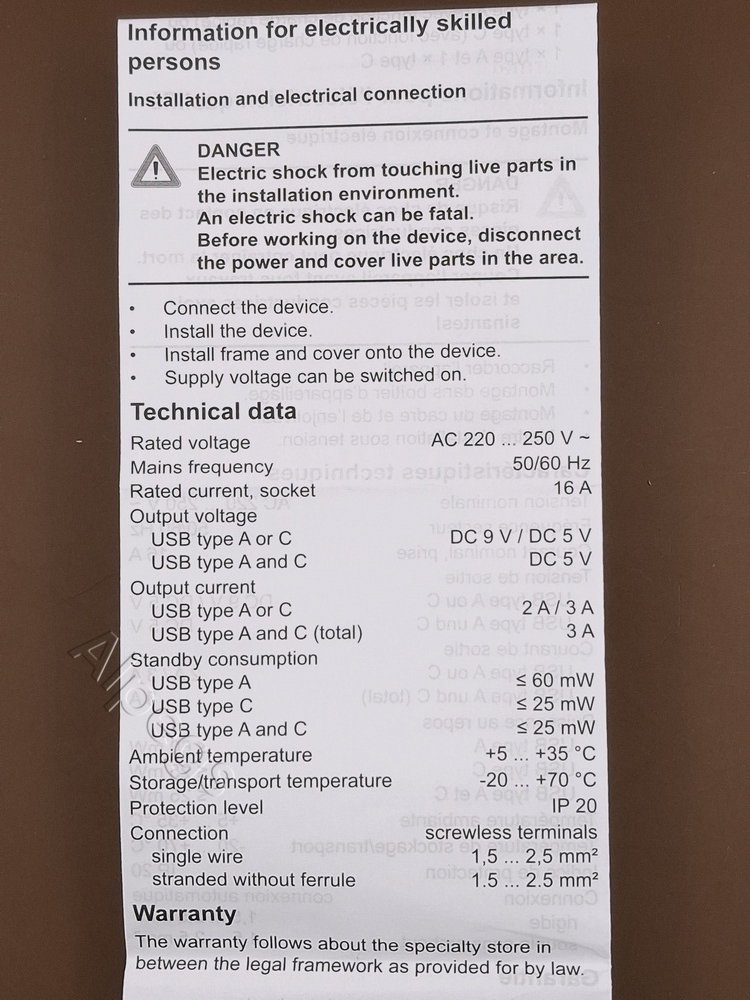 Information for electrically skilled
persons
Installation and electrical connection
DANGER
Electric shock from touching live parts in
the installation environment.
An electric shock can be fatal.
Before working on the device, disconnect
the power and cover live parts in the area.
• Connect the device.
• Install the device.
• Install frame and cover onto the device.
• Supply voltage can be switched on.
Technical data
Rated voltage AC 220 ... 250 V ~
Mains frequency 50/60 Hz
Rated current, socket 16 A
Output voltage
USB type A or C DC 9 V / DC 5 V
USB type A and C DC 5 V
Output current
USB type A or C 2 A / 3 A
USB type A and C (total) 3 A
Standby consumption
USB type A ≤ 60 mW
USB type C ≤ 25 mW
USB type A and C ≤ 25 mW
Ambient temperature +5 ... +35 °C
Storage/transport temperature -20 ... +70 °C
Protection level IP 20
Connection screwless terminals
single wire 1,5 ... 2,5 mm²
stranded without ferrule 1.5 ... 2.5 mm²
Warranty
The warranty follows about the specialty store in
between the legal framework as provided for by law.